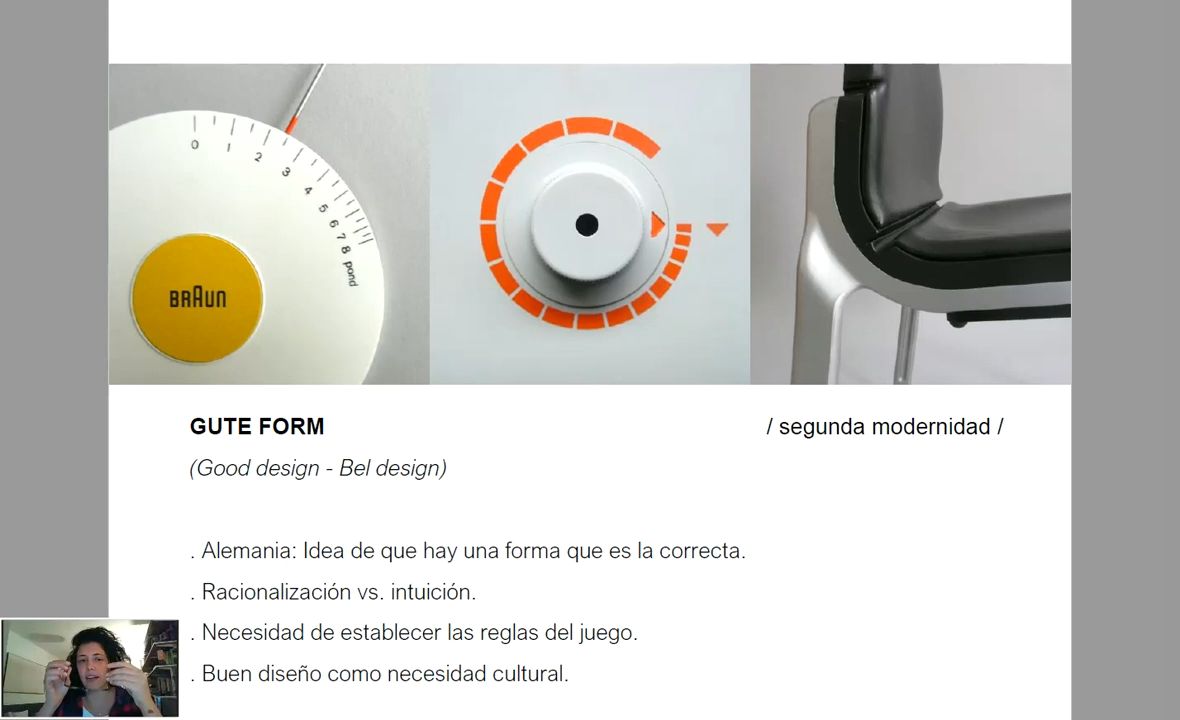 0 1 2 3 4 5 6 7 8 pond
BRAUN
GUTE FORM
/ segunda modernidad /
(Good design - Bel design)
. Alemania: Idea de que hay una forma que es la correcta.
. Racionalización vs. intuición.
. Necesidad de establecer las reglas del juego.
. Buen diseño como necesidad cultural.